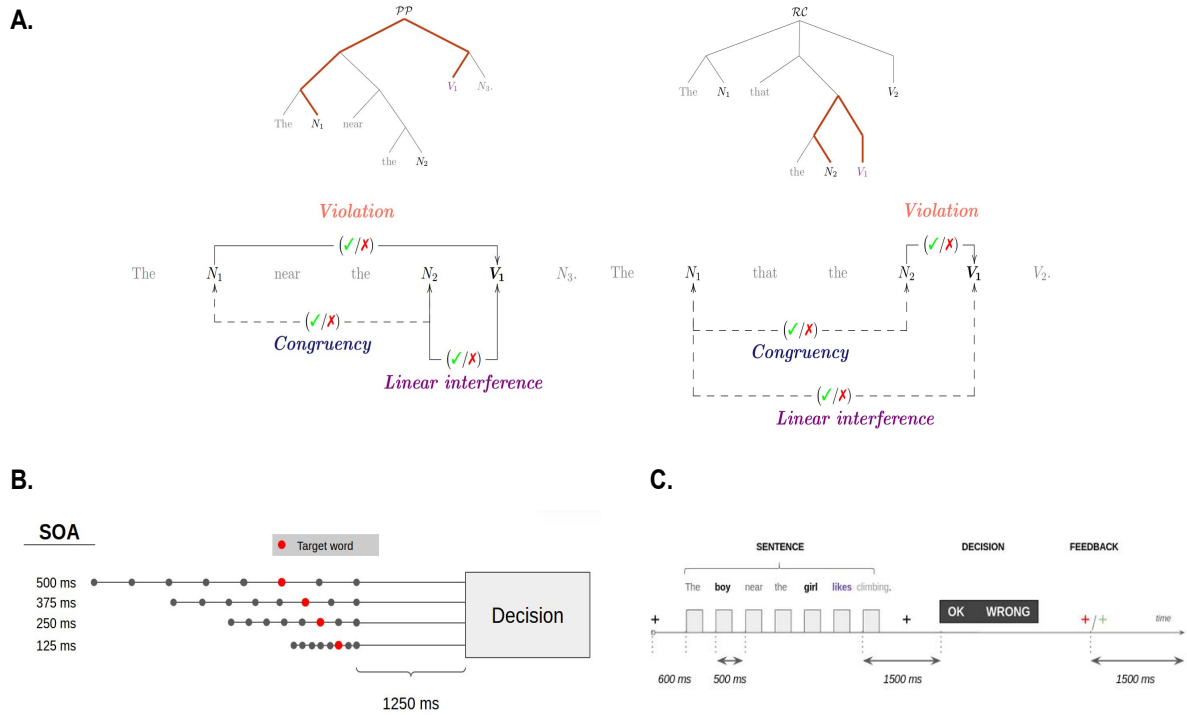 A.
PP
RC
The N₁ near V₁ N₃.
the N₂
The N₁ that V₂
the N₂ V₁
Violation
(✓/✗)
The N₁ near the N₂ V₁ N₃.
(✓/✗)
Congruency
(✓/✗)
Linear interference
Violation
(✓/✗)
The N₁ that the N₂ V₁ V₂.
(✓/✗)
Congruency
(✓/✗)
Linear interference
B.
SOA
Target word
500 ms
375 ms
250 ms
125 ms
Decision
1250 ms
C.
SENTENCE DECISION FEEDBACK
The boy near the girl likes climbing.
+ + OK WRONG +/+ time
600 ms 500 ms 1500 ms 1500 ms